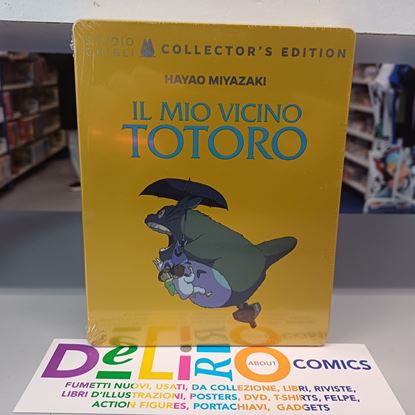 STUDIO GHIBLI COLLECTOR'S EDITION
HAYAO MIYAZAKI
IL MIO VICINO
TOTORO
DeLiRIO ABOUT COMICS
FUMETTI NUOVI, USATI, DA COLLEZIONE, LIBRI, RIVISTE,
LIBRI D'ILLUSTRAZIONI, POSTERS, DVD, T-SHIRTS, FELPE,
ACTION FIGURES, PORTACHIAVI, GADGETS